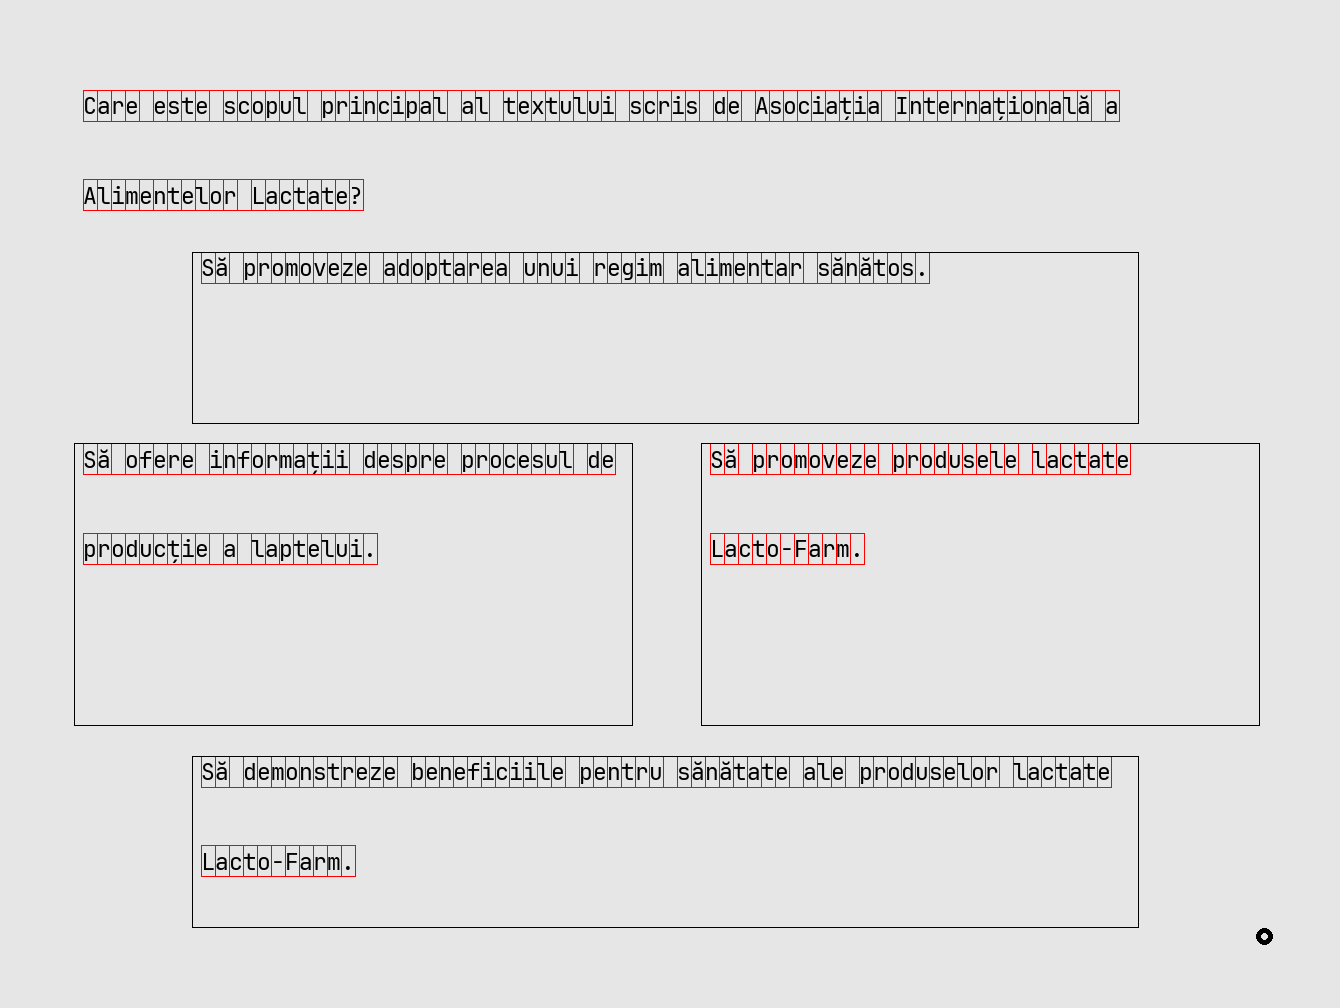 Care este scopul principal al textului scris de Asociația Internațională a
Alimentelor Lactate?
Să promoveze adoptarea unui regim alimentar sănătos.
Să ofere informații despre procesul de
producție a laptelui.
Să promoveze produsele lactate
Lacto-Farm.
Să demonstreze beneficiile pentru sănătate ale produselor lactate
Lacto-Farm.